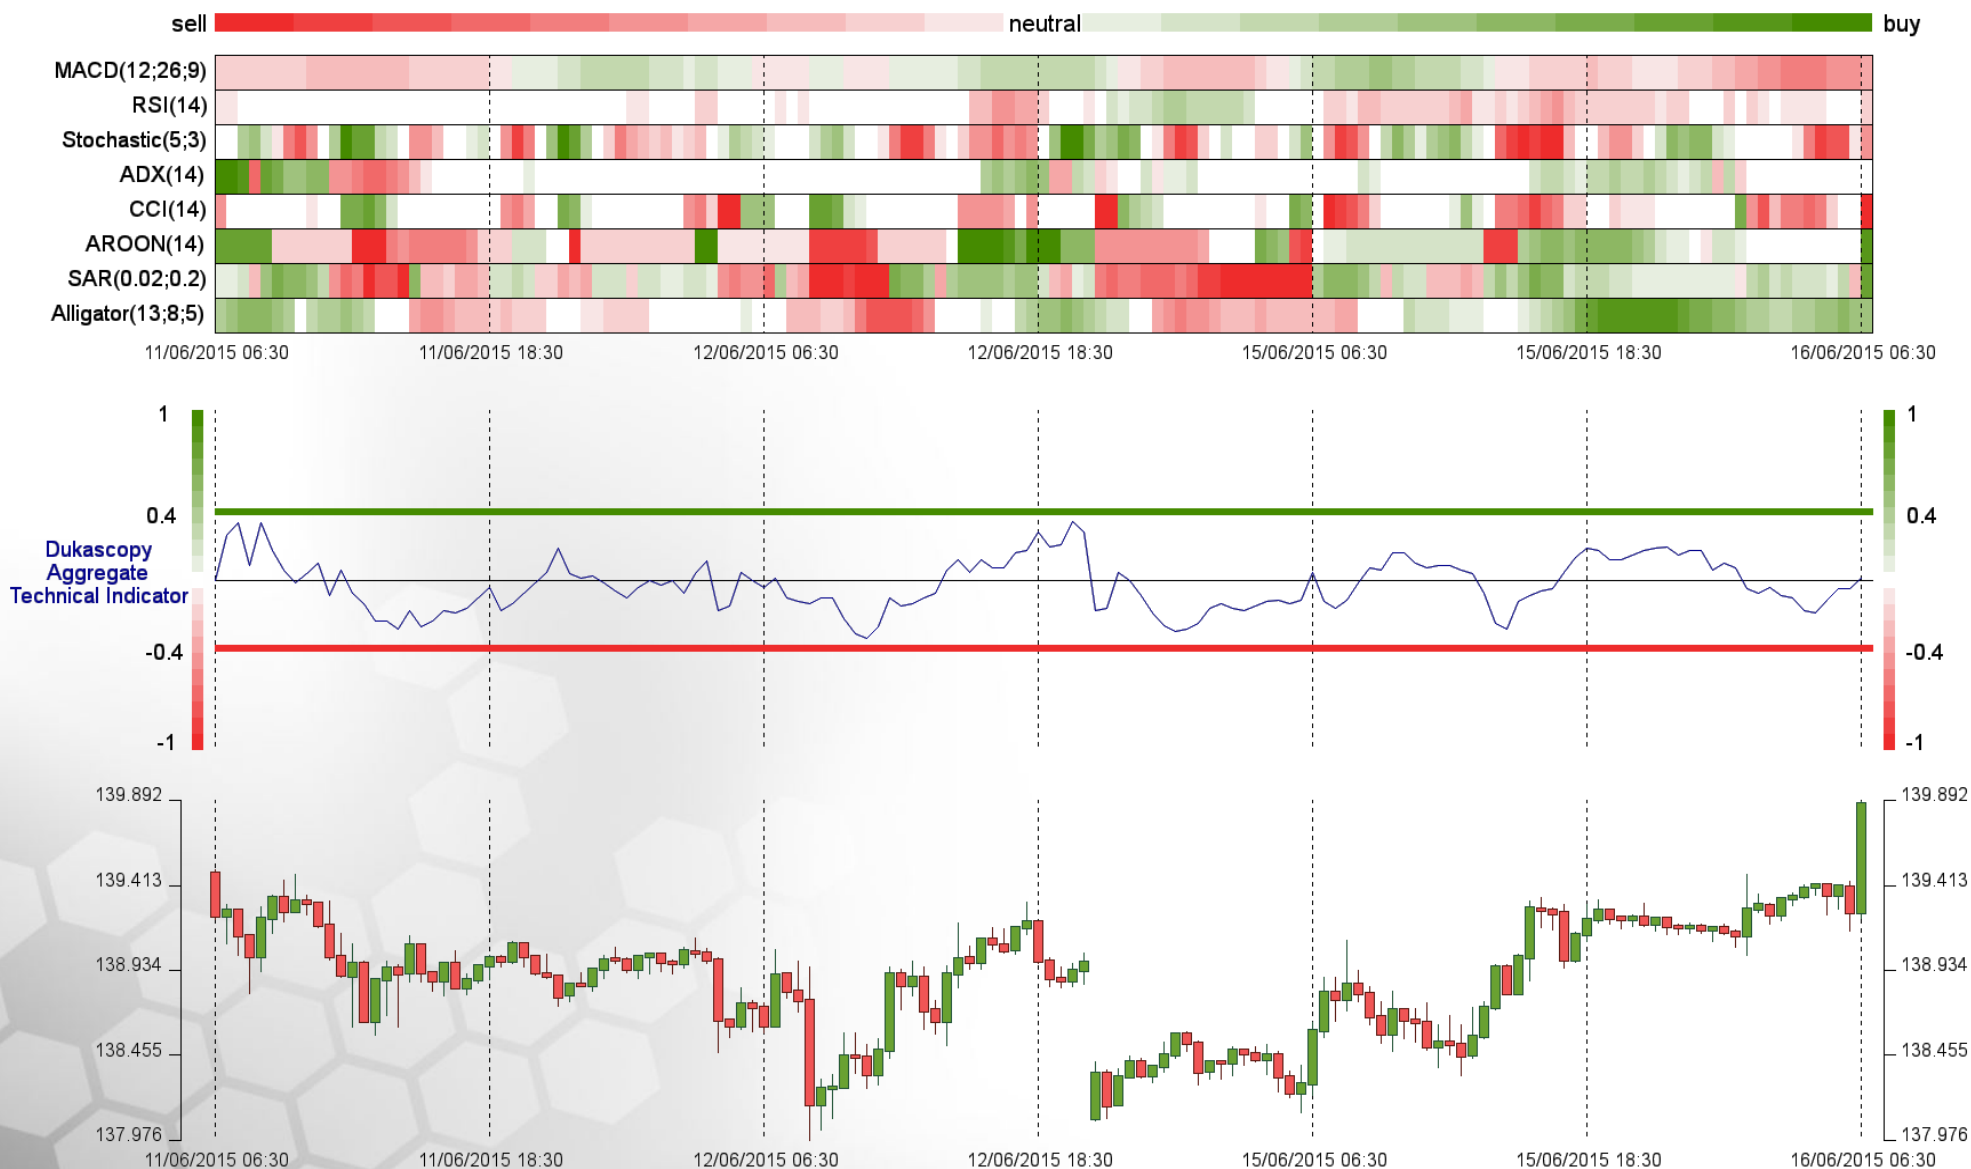 sell neutral buy
MACD(12;26;9)
RSI(14)
Stochastic(5;3)
ADX(14)
CCI(14)
AROON(14)
SAR(0.02;0.2)
Alligator(13;8;5)
11/06/2015 06:30 11/06/2015 18:30 12/06/2015 06:30 12/06/2015 18:30 15/06/2015 06:30 15/06/2015 18:30 16/06/2015 06:30
1 1
0.4 0.4
Dukascopy
Aggregate
Technical Indicator
-0.4 -0.4
-1 -1
139.892 139.892
139.413 139.413
138.934 138.934
138.455 138.455
137.976 137.976
11/06/2015 06:30 11/06/2015 18:30 12/06/2015 06:30 12/06/2015 18:30 15/06/2015 06:30 15/06/2015 18:30 16/06/2015 06:30